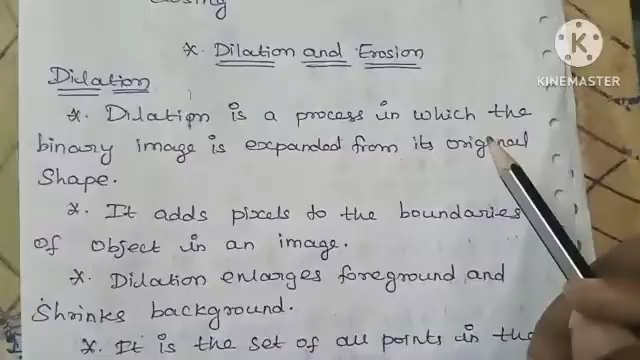 Closing
*. Dilation and Erosion
Dilation
*. Dilation is a process in which the
binary image is expanded from its original
Shape.
*. It adds pixels to the boundaries
of object in an image.
*. Dilation enlarges foreground and
Shrinks background.
*. It is the set of all points in the
K
KINEMASTER